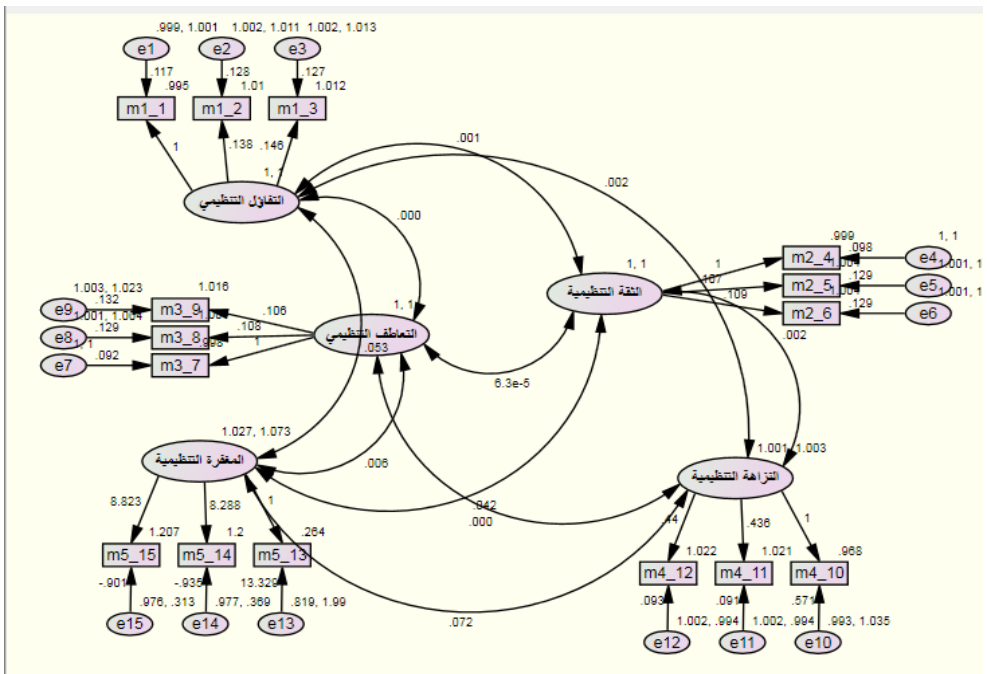 .999, 1.001 1.002, 1.011 1.002, 1.013
e1 e2 e3
.117 .128 .127
.995 1.01 1.012
m1_1 m1_2 m1_3
1 .138 .146
1, 1
التفاؤل التنظيمي
.001
.002
.000
1, 1
الثقة التنظيمية
.999 1, 1
m2_4 .098 e4
1
m2_5 .129 e5
.107
m2_6 .129 e6
.109
.002
1.003, 1.023 1.016
e9 .132 m3_9 .106
e8 .129 m3_8 .108
e7 .092 m3_7 1
1, 1
التعاطف التنظيمي
.053
6.3e-5
1.027, 1.073
المغفرة التنظيمية
.006
1.001, 1.003
النزاهة التنظيمية
8.823 8.288 1
.042
.000
.44 .436 1
1.207 1.2 .264
m5_15 m5_14 m5_13
1.022 1.021 .968
m4_12 m4_11 m4_10
-.901 -.935 13.329
.976, .313 .977, .369 .819, 1.99
e15 e14 e13
.072
.093 .091 .571
1.002, .994 1.002, .994 .993, 1.035
e12 e11 e10